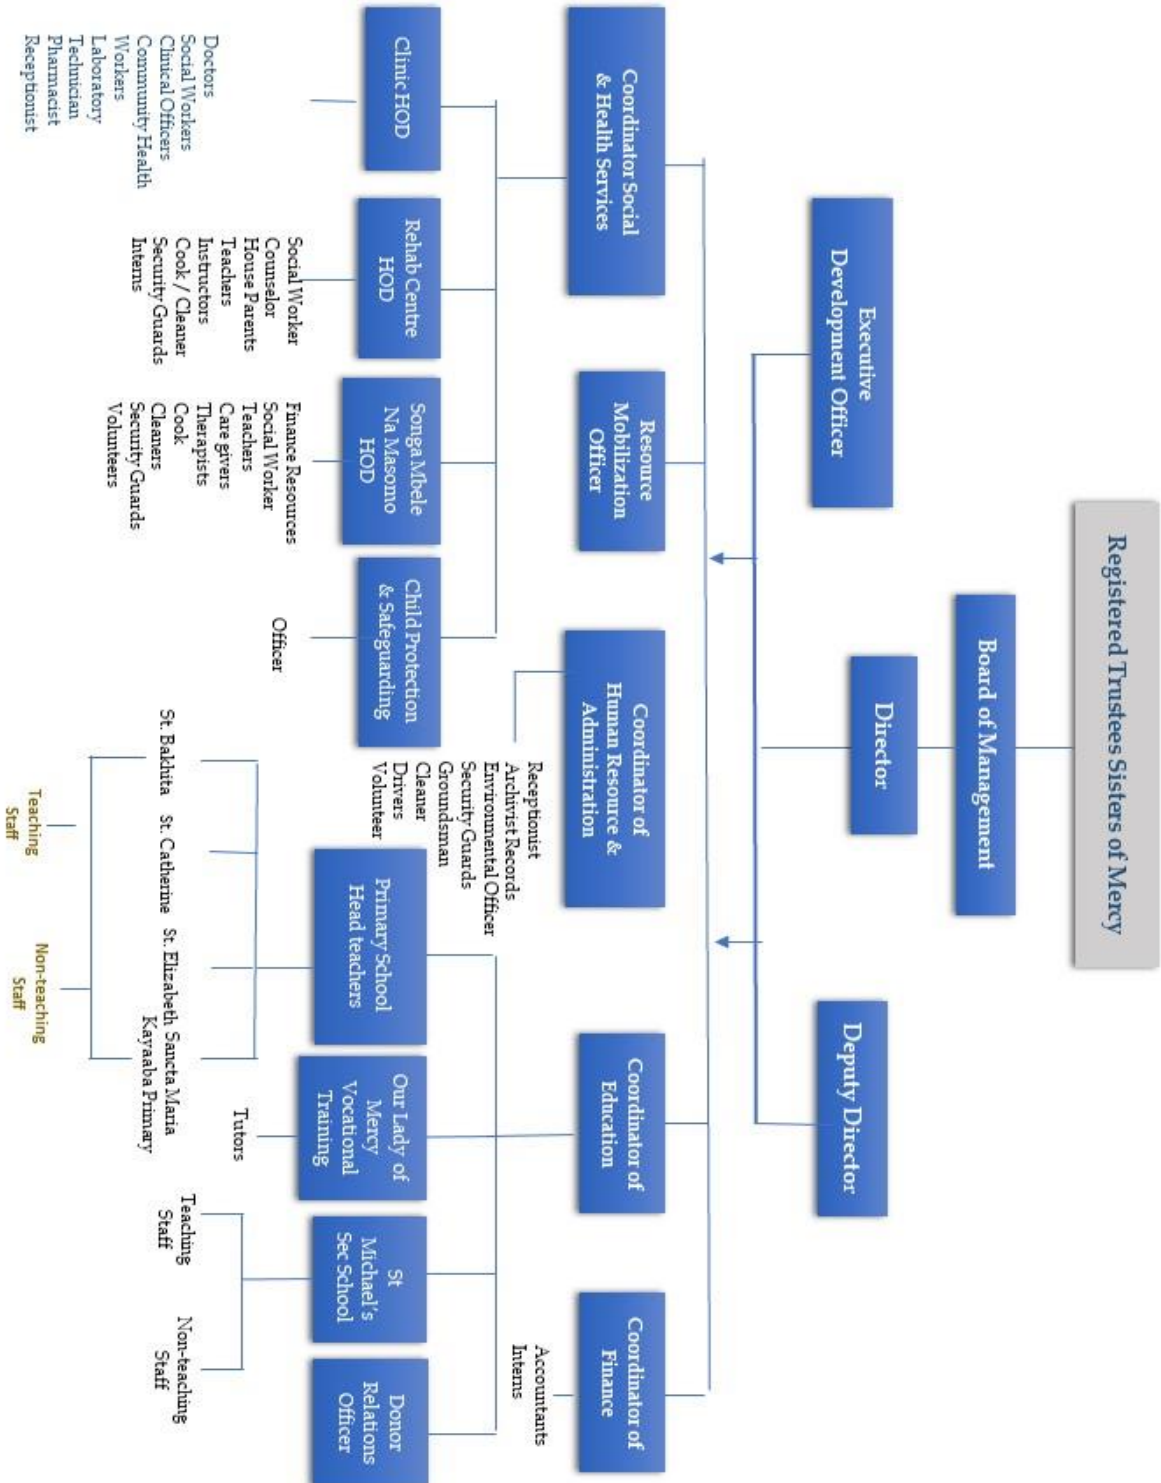 Registered Trustees Sisters of Mercy
Board of Management
Executive
Development Officer
Director
Deputy Director
Coordinator Social
& Health Services
Resource
Mobilization
Officer
Coordinator of
Human Resource &
Administration
Coordinator of
Education
Coordinator of
Finance
Receptionist
Archivist Records
Environmental Officer
Security Guards
Groundsman
Cleaner
Drivers
Volunteer
Accountants
Interns
Clinic HOD
Rehab Centre
HOD
Songa Mbele
Na Masomo
HOD
Child Protection
& Safeguarding
Primary School
Head teachers
Our Lady of
Mercy
Vocational
Training
St
Michael's
Sec School
Donor
Relations
Officer
Doctors
Social Workers
Clinical Officers
Community Health
Workers
Laboratory
Technician
Pharmacist
Receptionist
Social Worker
Counselor
House Parents
Teachers
Instructors
Cook / Cleaner
Security Guards
Interns
Finance Resources
Social Worker
Teachers
Care givers
Therapists
Cook
Cleaners
Security Guards
Volunteers
Officer
St. Bakhita St. Catherine St. Elizabeth Sancta Maria
Kayaaba Primary
Tutors
Teaching
Staff
Non-teaching
Staff
Teaching
Staff
Non-teaching
Staff